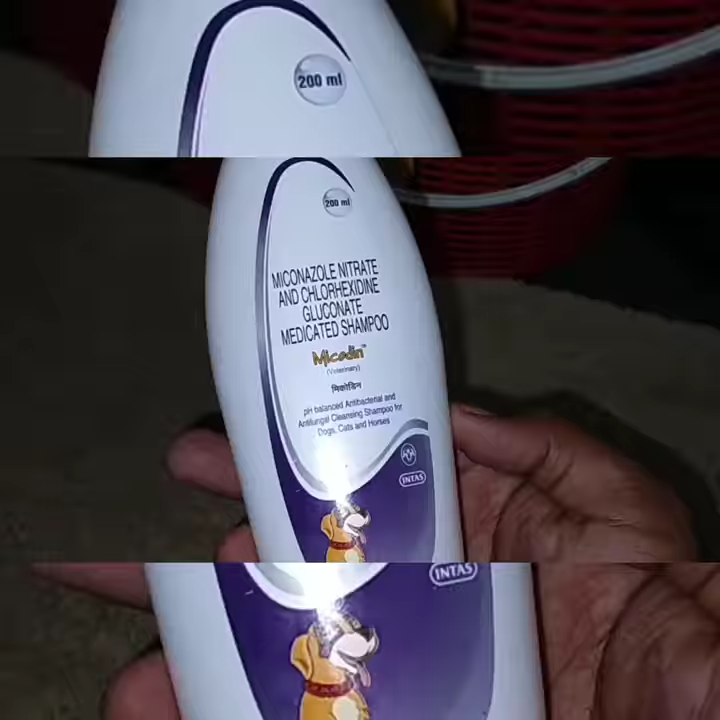 200 ml
200 ml
MICONAZOLE NITRATE
AND CHLORHEXIDINE
GLUCONATE
MEDICATED SHAMPOO
Micodin™
(Veterinary)
मिकोडिन
pH balanced Antibacterial and
Antifungal Cleansing Shampoo for
Dogs, Cats and Horses
INTAS
INTAS